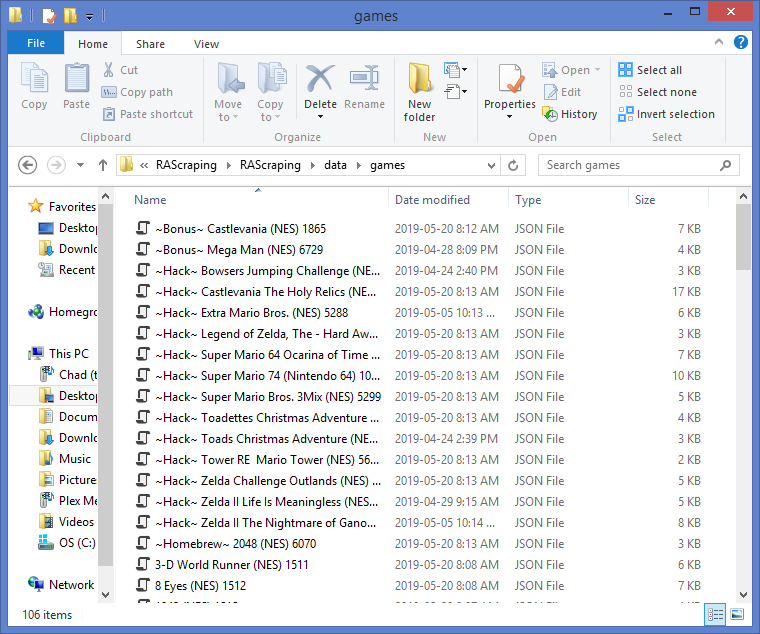 games
File Home Share View
Copy Paste Cut Copy path Paste shortcut Move to Copy to Delete Rename New folder Properties Open Edit History Select all Select none Invert selection
Clipboard Organize New Open Select
« RAScraping RAScraping data games Search games
Name Date modified Type Size
Favorites
Desktop
Downlo
Recent
Homegro
This PC
Chad (t
Desktop
Docum
Downlo
Music
Picture
Plex Me
Videos
OS (C:)
Network
~Bonus~ Castlevania (NES) 1865 2019-05-20 8:12 AM JSON File 7 KB
~Bonus~ Mega Man (NES) 6729 2019-04-28 8:09 PM JSON File 4 KB
~Hack~ Bowsers Jumping Challenge (NE... 2019-04-24 2:40 PM JSON File 3 KB
~Hack~ Castlevania The Holy Relics (NE... 2019-05-20 8:13 AM JSON File 17 KB
~Hack~ Extra Mario Bros. (NES) 5288 2019-05-05 10:13 ... JSON File 6 KB
~Hack~ Legend of Zelda, The - Hard Aw... 2019-05-20 8:13 AM JSON File 3 KB
~Hack~ Super Mario 64 Ocarina of Time ... 2019-05-20 8:13 AM JSON File 7 KB
~Hack~ Super Mario 74 (Nintendo 64) 10... 2019-05-20 8:13 AM JSON File 10 KB
~Hack~ Super Mario Bros. 3Mix (NES) 5299 2019-05-20 8:13 AM JSON File 5 KB
~Hack~ Toadettes Christmas Adventure ... 2019-05-20 8:13 AM JSON File 4 KB
~Hack~ Toads Christmas Adventure (NE... 2019-04-24 2:39 PM JSON File 3 KB
~Hack~ Tower RE Mario Tower (NES) 56... 2019-05-20 8:13 AM JSON File 2 KB
~Hack~ Zelda Challenge Outlands (NES) ... 2019-05-20 8:13 AM JSON File 5 KB
~Hack~ Zelda II Life Is Meaningless (NES... 2019-04-29 9:15 AM JSON File 5 KB
~Hack~ Zelda II The Nightmare of Gano... 2019-05-05 10:14 ... JSON File 8 KB
~Homebrew~ 2048 (NES) 6070 2019-05-20 8:13 AM JSON File 3 KB
3-D World Runner (NES) 1511 2019-05-20 8:08 AM JSON File 6 KB
8 Eyes (NES) 1512 2019-05-20 8:08 AM JSON File 7 KB
106 items